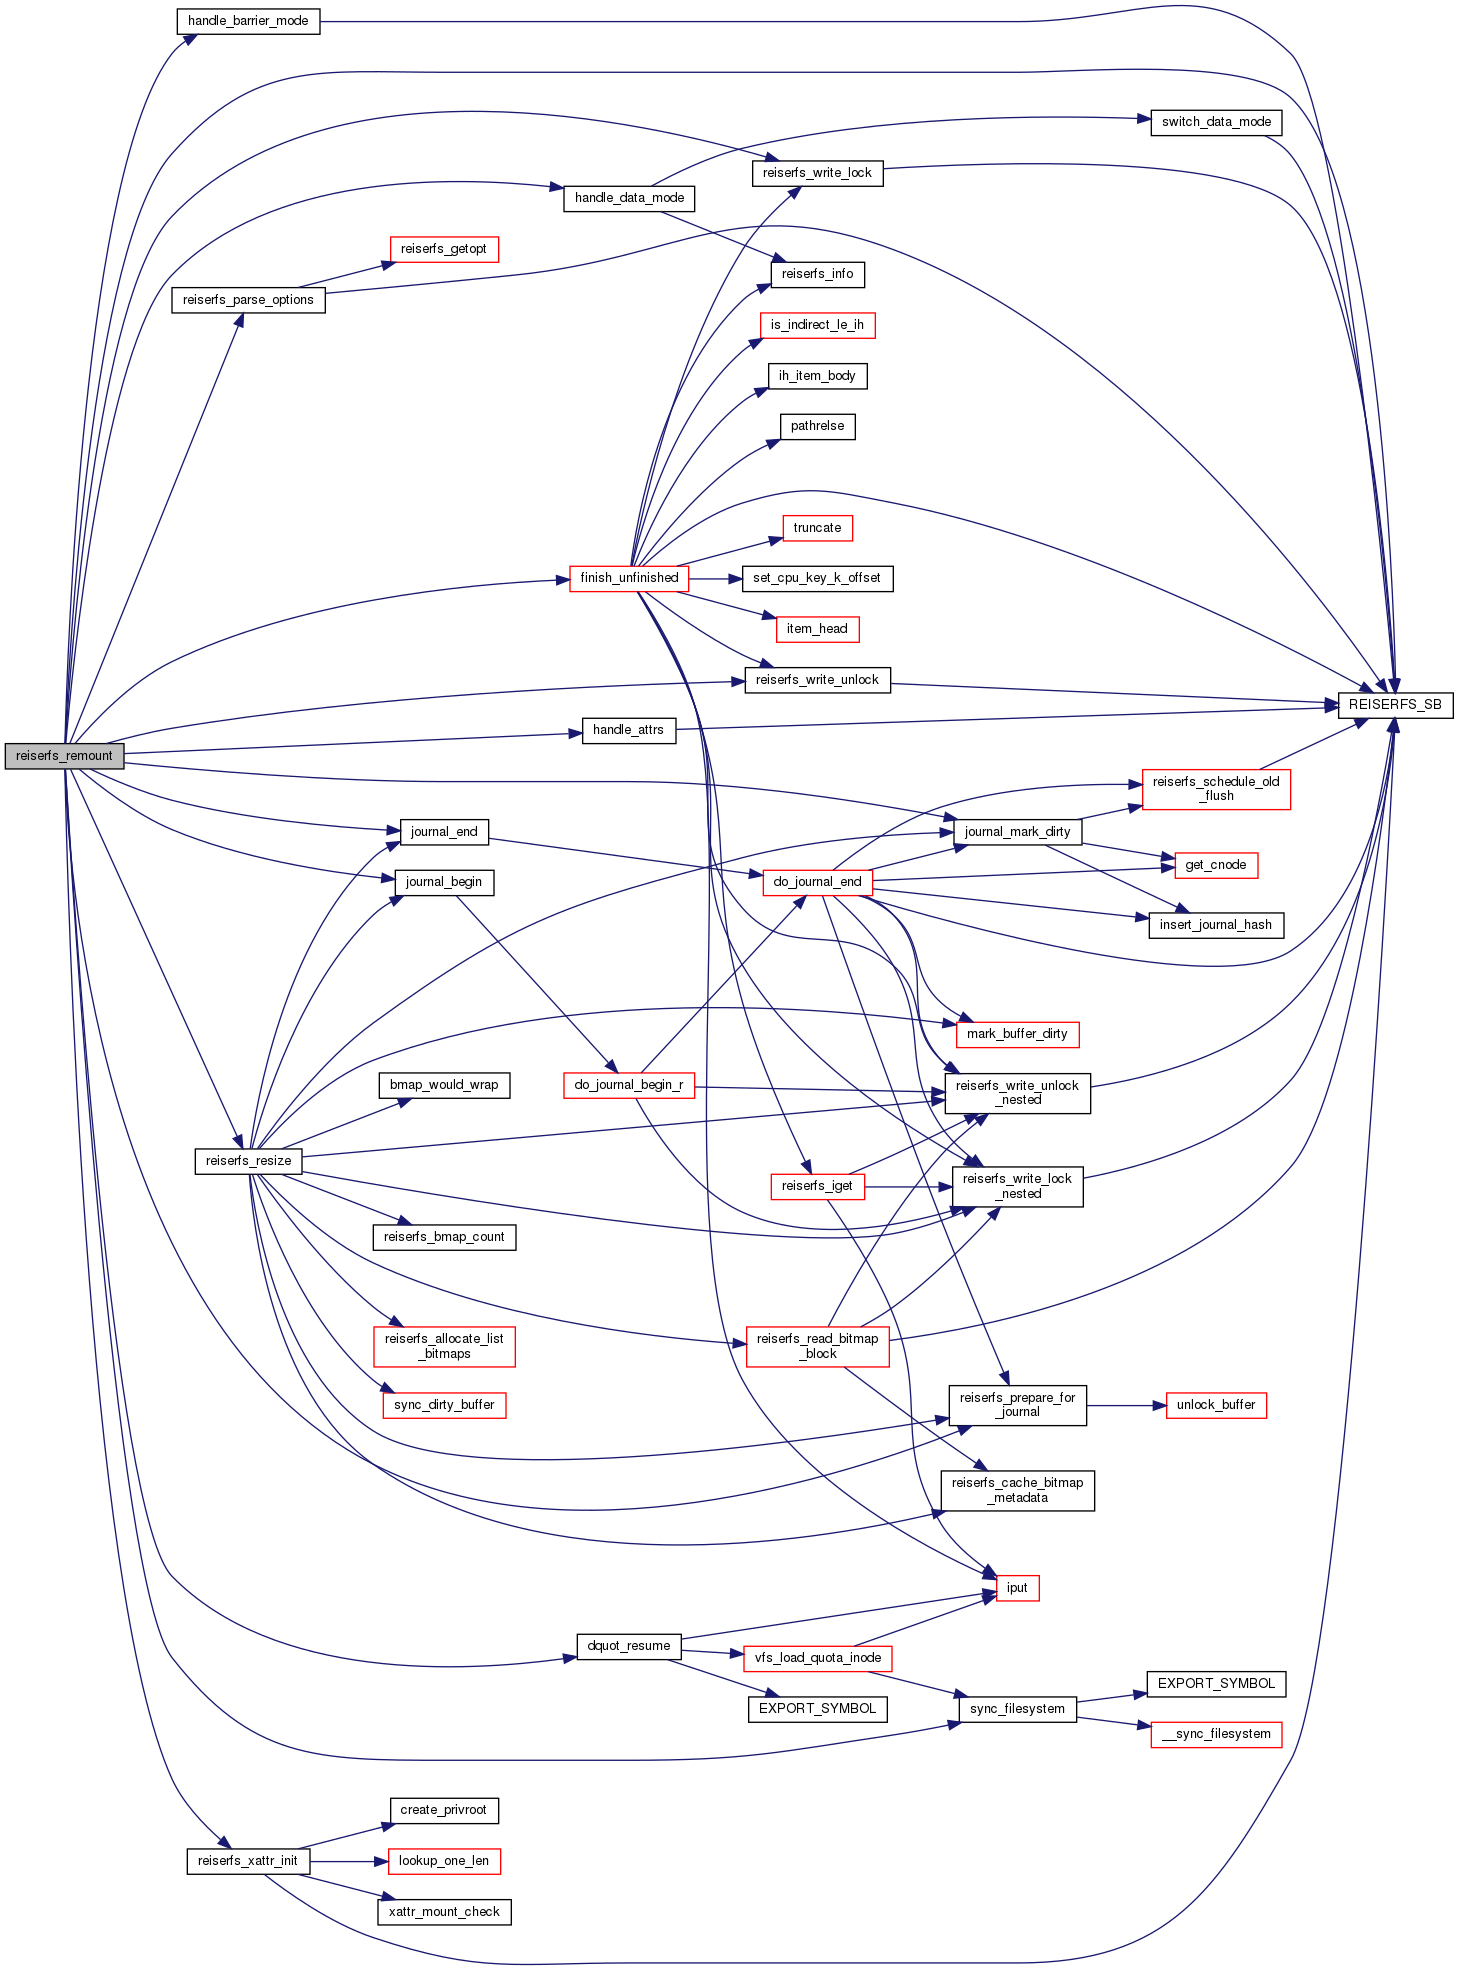 handle_barrier_mode
switch_data_mode
reiserfs_write_lock
handle_data_mode
reiserfs_getopt
reiserfs_info
reiserfs_parse_options
is_indirect_le_ih
ih_item_body
pathrelse
truncate
finish_unfinished
set_cpu_key_k_offset
item_head
reiserfs_write_unlock
REISERFS_SB
handle_attrs
reiserfs_remount
reiserfs_schedule_old
_flush
journal_end
journal_mark_dirty
get_cnode
journal_begin
do_journal_end
insert_journal_hash
mark_buffer_dirty
bmap_would_wrap
do_journal_begin_r
reiserfs_write_unlock
_nested
reiserfs_resize
reiserfs_iget
reiserfs_write_lock
_nested
reiserfs_bmap_count
reiserfs_allocate_list
_bitmaps
reiserfs_read_bitmap
_block
sync_dirty_buffer
reiserfs_prepare_for
_journal
unlock_buffer
reiserfs_cache_bitmap
_metadata
iput
dquot_resume
vfs_load_quota_inode
EXPORT_SYMBOL
sync_filesystem
EXPORT_SYMBOL
__sync_filesystem
create_privroot
reiserfs_xattr_init
lookup_one_len
xattr_mount_check